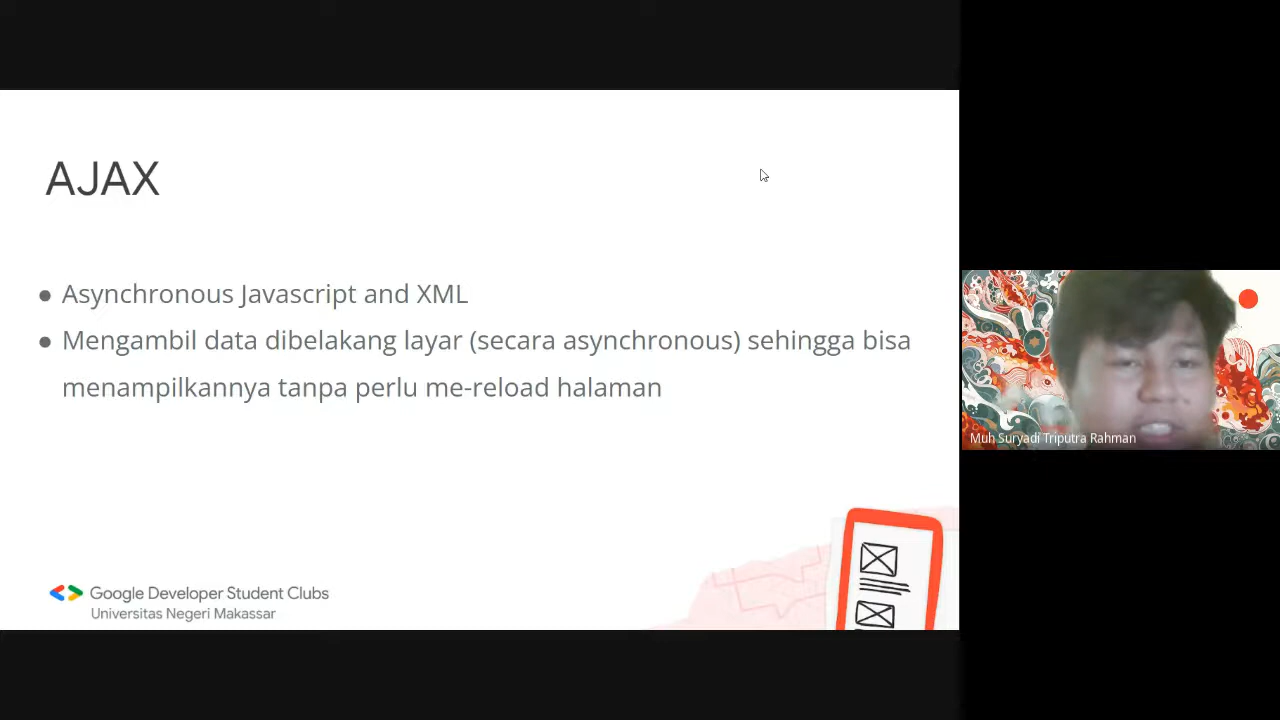 AJAX
● Asynchronous Javascript and XML
● Mengambil data dibelakang layar (secara asynchronous) sehingga bisa
menampilkannya tanpa perlu me-reload halaman
Google Developer Student Clubs
Universitas Negeri Makassar
Muh Suryadi Triputra Rahman